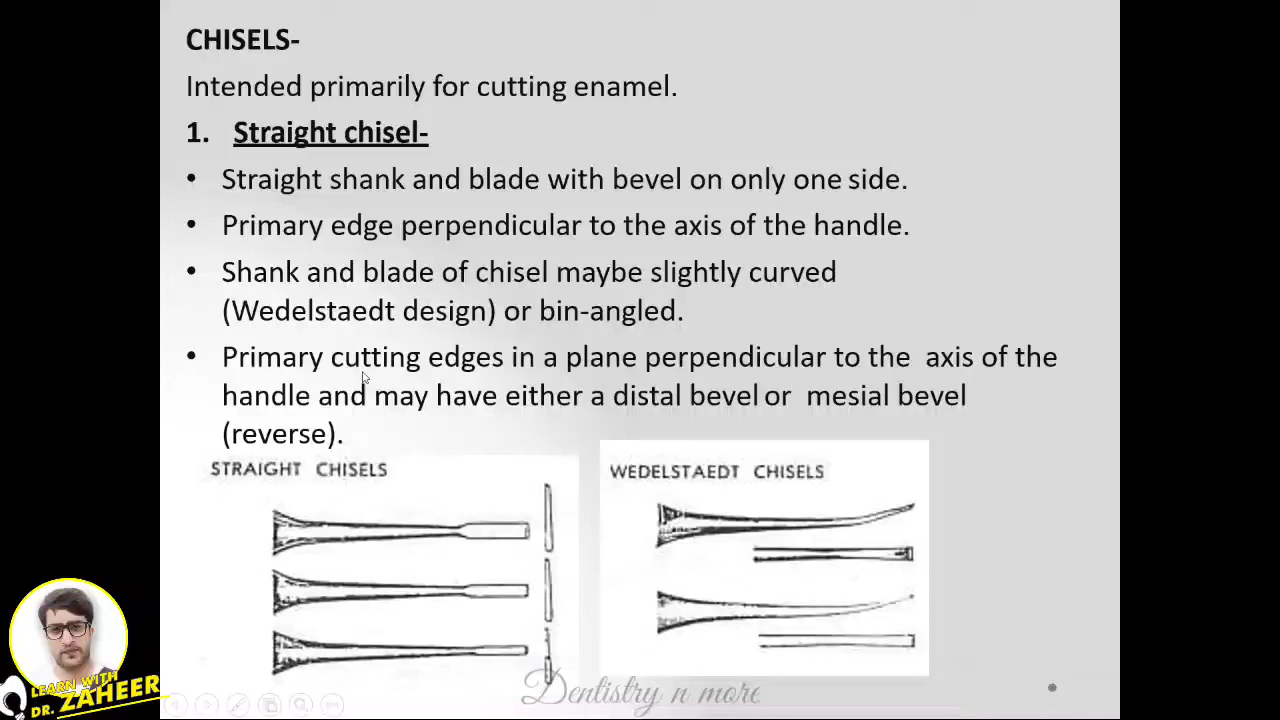 CHISELS-
Intended primarily for cutting enamel.
1. Straight chisel-
• Straight shank and blade with bevel on only one side.
• Primary edge perpendicular to the axis of the handle.
• Shank and blade of chisel maybe slightly curved
(Wedelstaedt design) or bin-angled.
• Primary cutting edges in a plane perpendicular to the axis of the
handle and may have either a distal bevel or mesial bevel
(reverse).
STRAIGHT CHISELS
WEDELSTAEDT CHISELS
Dentistry n more
LEARN WITH
DR. ZAHEER